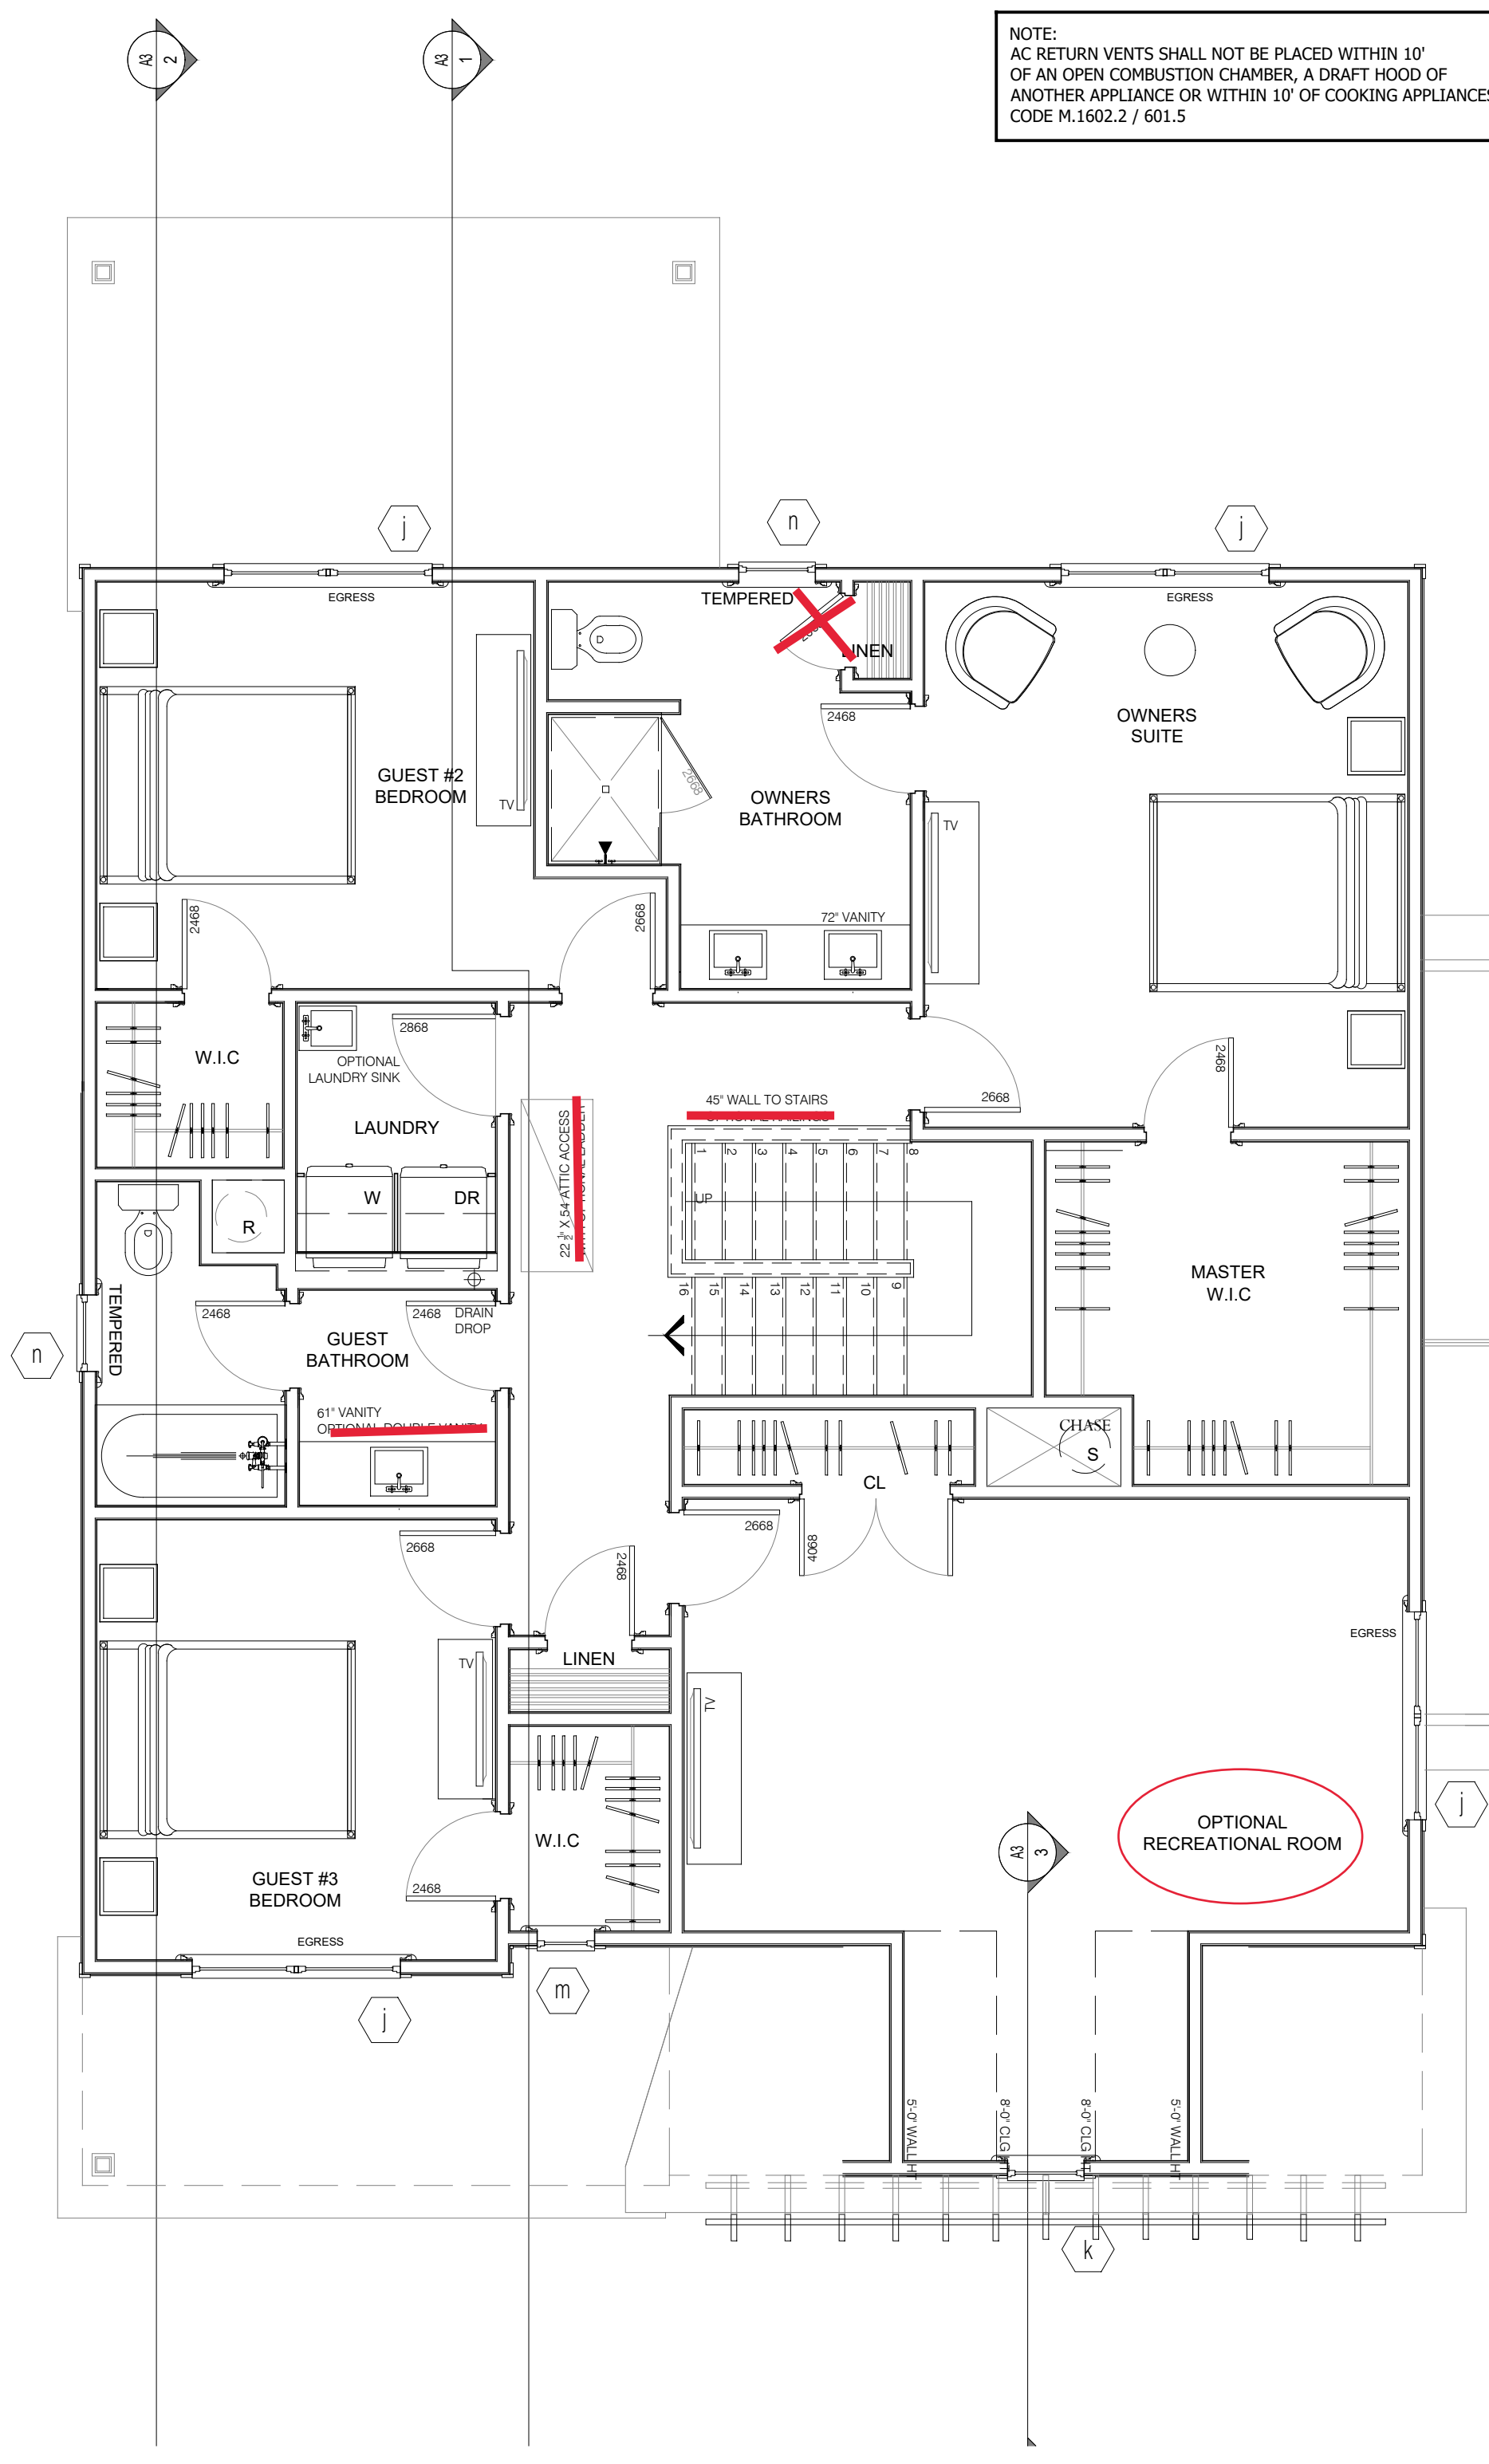 NOTE:
AC RETURN VENTS SHALL NOT BE PLACED WITHIN 10'
OF AN OPEN COMBUSTION CHAMBER, A DRAFT HOOD OF
ANOTHER APPLIANCE OR WITHIN 10' OF COOKING APPLIANCES
CODE M.1602.2 / 601.5
A3
2
A3
1
j
n
j
EGRESS
TEMPERED
LINEN
EGRESS
D
2468
OWNERS
SUITE
GUEST #2
BEDROOM
TV
2668
OWNERS
BATHROOM
TV
72" VANITY
2468
2668
W.I.C
2868
OPTIONAL
LAUNDRY SINK
LAUNDRY
W
DR
22 1/2" X 54 ATTIC ACCESS
45" WALL TO STAIRS
2668
2468
1
2
3
4
5
6
7
8
UP
R
D
TEMPERED
16
15
14
13
12
11
10
9
MASTER
W.I.C
2468
2468
DRAIN
DROP
GUEST
BATHROOM
n
61" VANITY
OPTIONAL DOUBLE VANITY
CHASE
S
CL
2668
4068
2668
2468
LINEN
EGRESS
TV
TV
j
W.I.C
OPTIONAL
RECREATIONAL ROOM
A3
3
GUEST #3
BEDROOM
2468
EGRESS
j
m
5'-0" WALL HT
8'-0" CLG
8'-0" CLG
5'-0" WALL HT
k